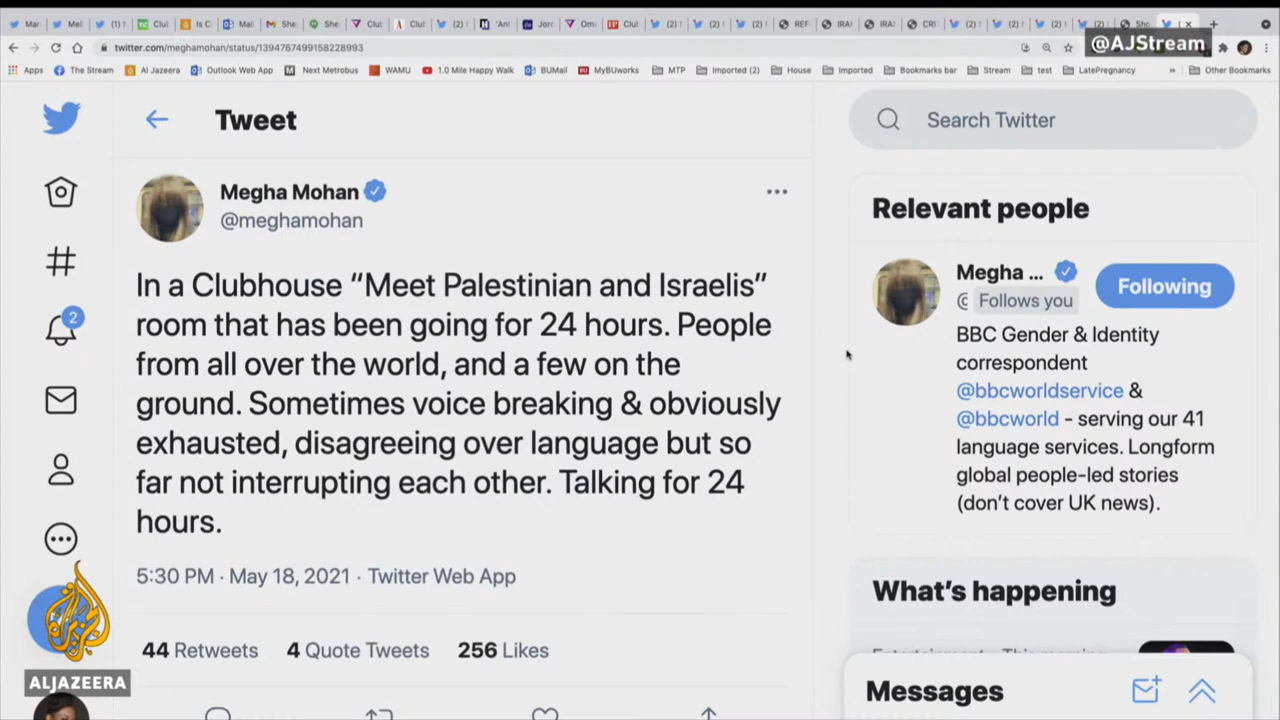 twitter.com/meghamohan/status/1394767499158228993
@AJStream
Apps The Stream Al Jazeera Outlook Web App Next Metrobus WAMU 1.0 Mile Happy Walk BUMail MyBUworks MTP Imported (2) House Imported Bookmarks bar Stream test LatePregnancy » Other Bookmarks
Tweet
Search Twitter
Megha Mohan
@meghamohan
In a Clubhouse “Meet Palestinian and Israelis”
room that has been going for 24 hours. People
from all over the world, and a few on the
ground. Sometimes voice breaking & obviously
exhausted, disagreeing over language but so
far not interrupting each other. Talking for 24
hours.
5:30 PM · May 18, 2021 · Twitter Web App
44 Retweets 4 Quote Tweets 256 Likes
2
Relevant people
Megha ...
Follows you
Following
BBC Gender & Identity
correspondent
@bbcworldservice &
@bbcworld - serving our 41
language services. Longform
global people-led stories
(don’t cover UK news).
What’s happening
Messages
ALJAZEERA